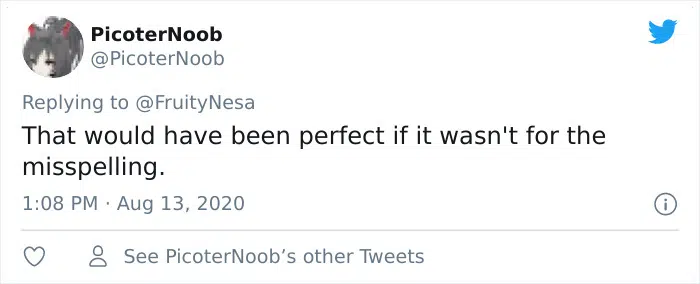 PicoterNoob
@PicoterNoob
Replying to @FruityNesa
That would have been perfect if it wasn't for the
misspelling.
1:08 PM · Aug 13, 2020
See PicoterNoob’s other Tweets